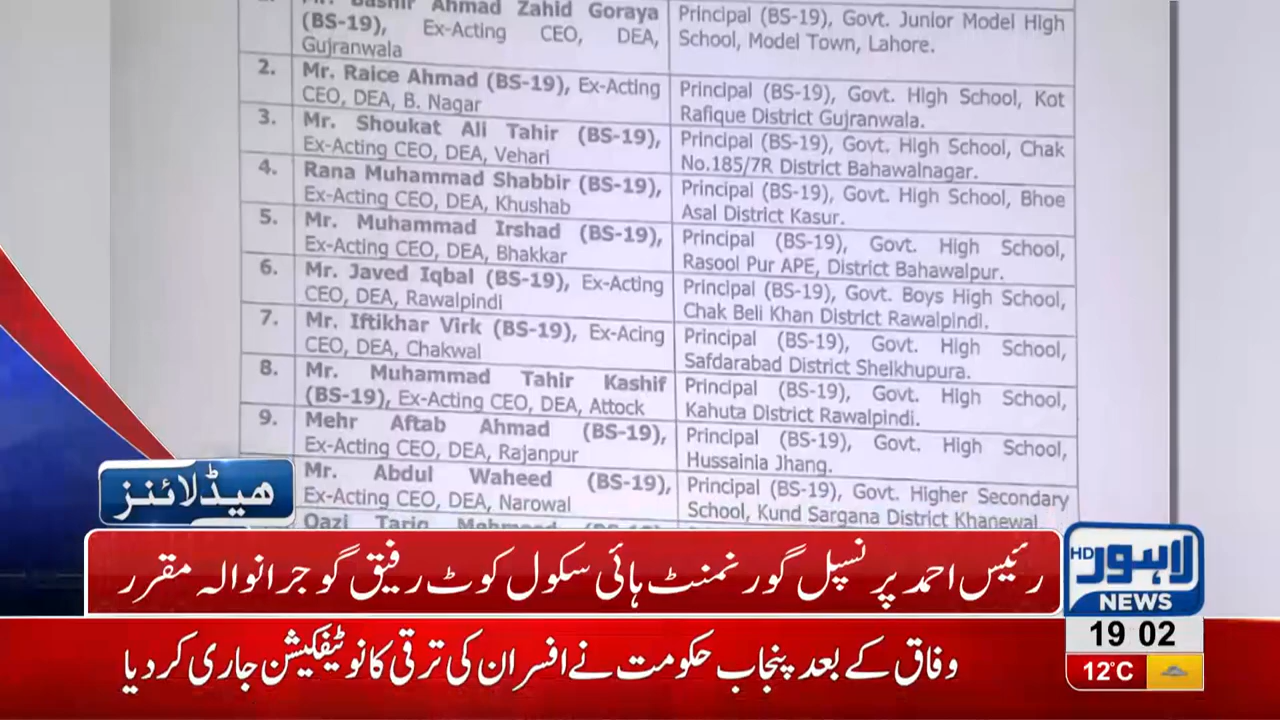 Mr. Bashir Ahmad Zahid Goraya
(BS-19), Ex-Acting CEO, DEA,
Gujranwala
Principal (BS-19), Govt. Junior Model High
School, Model Town, Lahore.
2.
Mr. Raice Ahmad (BS-19), Ex-Acting
CEO, DEA, B. Nagar
Principal (BS-19), Govt. High School, Kot
Rafique District Gujranwala.
3.
Mr. Shoukat Ali Tahir (BS-19),
Ex-Acting CEO, DEA, Vehari
Principal (BS-19), Govt. High School, Chak
No.185/7R District Bahawalnagar.
4.
Rana Muhammad Shabbir (BS-19),
Ex-Acting CEO, DEA, Khushab
Principal (BS-19), Govt. High School, Bhoe
Asal District Kasur.
5.
Mr. Muhammad Irshad (BS-19),
Ex-Acting CEO, DEA, Bhakkar
Principal (BS-19), Govt. High School,
Rasool Pur APE, District Bahawalpur.
6.
Mr. Javed Iqbal (BS-19), Ex-Acting
CEO, DEA, Rawalpindi
Principal (BS-19), Govt. Boys High School,
Chak Beli Khan District Rawalpindi.
7.
Mr. Iftikhar Virk (BS-19), Ex-Acing
CEO, DEA, Chakwal
Principal (BS-19), Govt. High School,
Safdarabad District Sheikhupura.
8.
Mr. Muhammad Tahir Kashif
(BS-19), Ex-Acting CEO, DEA, Attock
Principal (BS-19), Govt. High School,
Kahuta District Rawalpindi.
9.
Mehr Aftab Ahmad (BS-19),
Ex-Acting CEO, DEA, Rajanpur
Principal (BS-19), Govt. High School,
Hussainia Jhang.
Mr. Abdul Waheed (BS-19),
Ex-Acting CEO, DEA, Narowal
Principal (BS-19), Govt. Higher Secondary
School, Kund Sargana District Khanewal
Qazi Tariq Mehmood
ہیڈلائنز
رئیس احمد پرنسپل گورنمنٹ ہائی سکول کوٹ رفیق گوجرانوالہ مقرر
وفاق کے بعد پنجاب حکومت نے افسران کی ترقی کا نوٹیفکیشن جاری کر دیا
HD
لاہور
NEWS
19 02
12°C